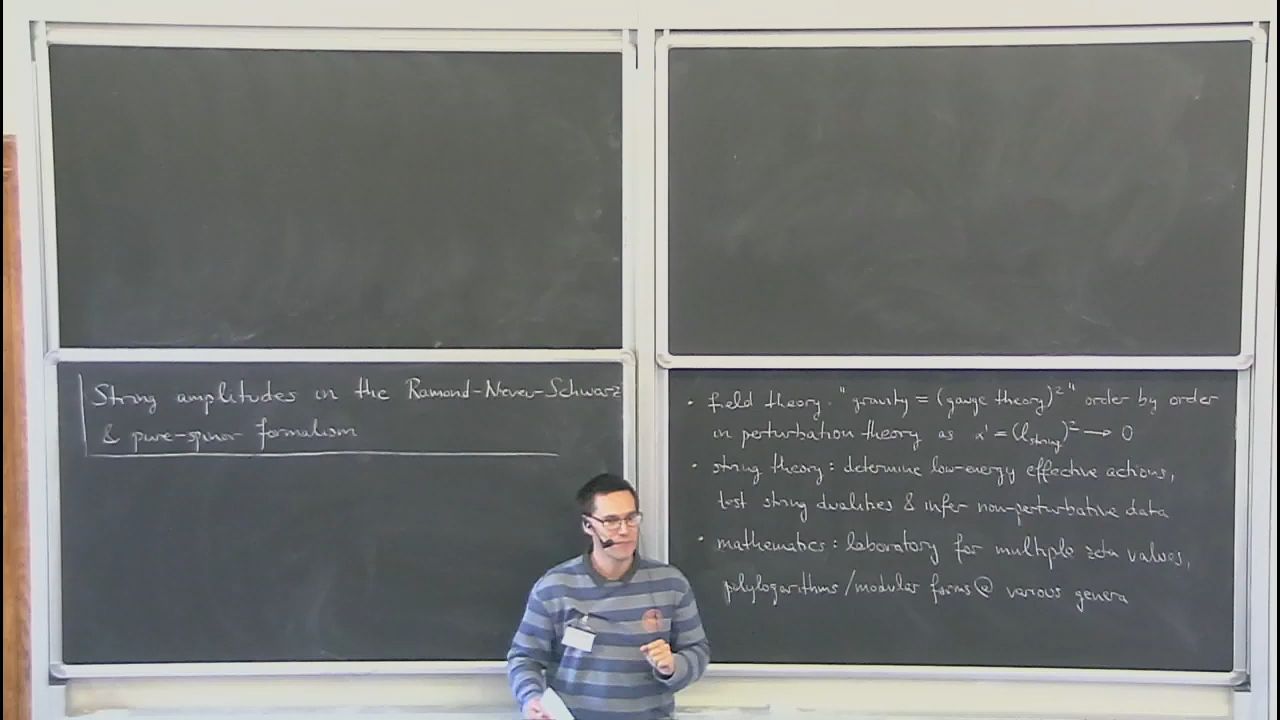 String amplitudes in the Ramond-Neveu-Schwarz
& pure-spinor formalism
• field theory: "gravity = (gauge theory)²" order by order
in perturbation theory as α' = (l_string)² → 0
• string theory: determine low-energy effective actions,
test string dualities & infer non-perturbative data
• mathematics: laboratory for multiple zeta values,
polylogarithms/modular forms @ various genera